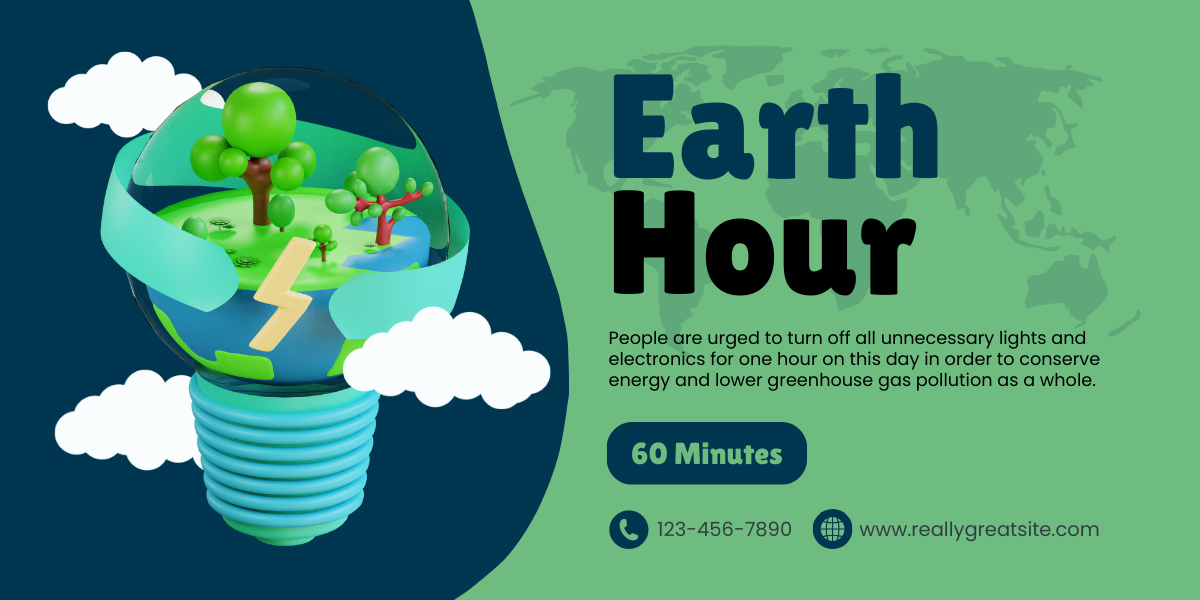 Earth
Hour
People are urged to turn off all unnecessary lights and
electronics for one hour on this day in order to conserve
energy and lower greenhouse gas pollution as a whole.
60 Minutes
123-456-7890 www.reallygreatsite.com